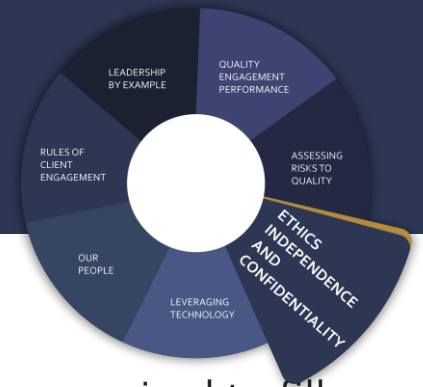 LEADERSHIP
BY EXAMPLE
QUALITY
ENGAGEMENT
PERFORMANCE
ASSESSING
RISKS TO
QUALITY
ETHICS
INDEPENDENCE
AND
CONFIDENTIALITY
LEVERAGING
TECHNOLOGY
OUR
PEOPLE
RULES OF
CLIENT
ENGAGEMENT